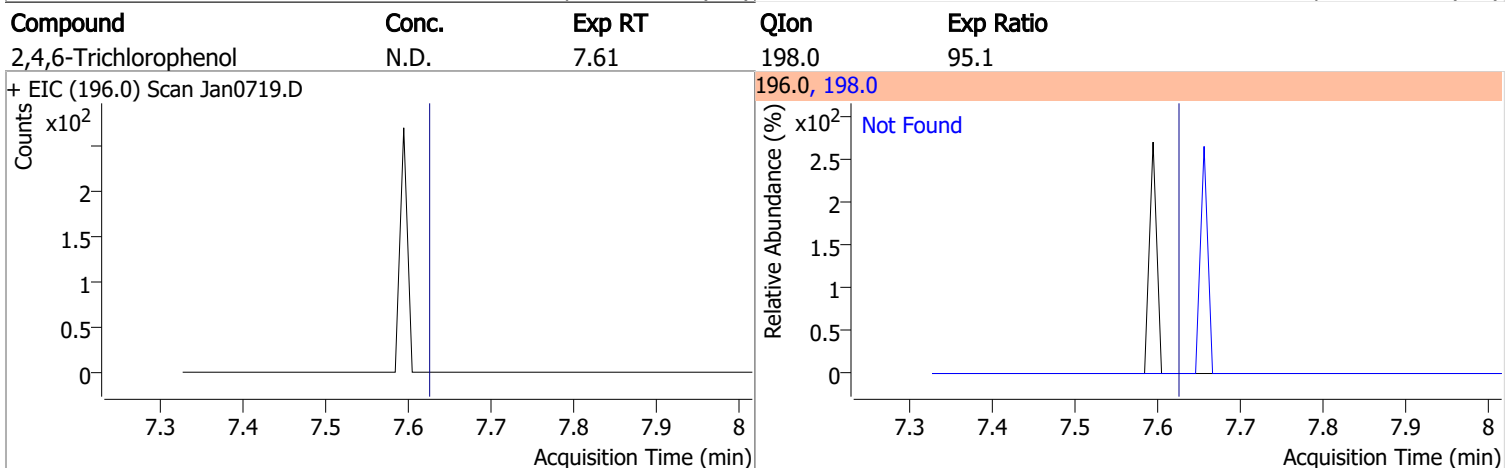 Compound Conc. Exp RT QIon Exp Ratio
2,4,6-Trichlorophenol N.D. 7.61 198.0 95.1
+ EIC (196.0) Scan Jan0719.D
Counts
x10²
2
1.5
1
0.5
0
7.3 7.4 7.5 7.6 7.7 7.8 7.9 8
Acquisition Time (min)
196.0, 198.0
Relative Abundance (%)
x10²
Not Found
2.5
2
1.5
1
0.5
0
7.3 7.4 7.5 7.6 7.7 7.8 7.9 8
Acquisition Time (min)